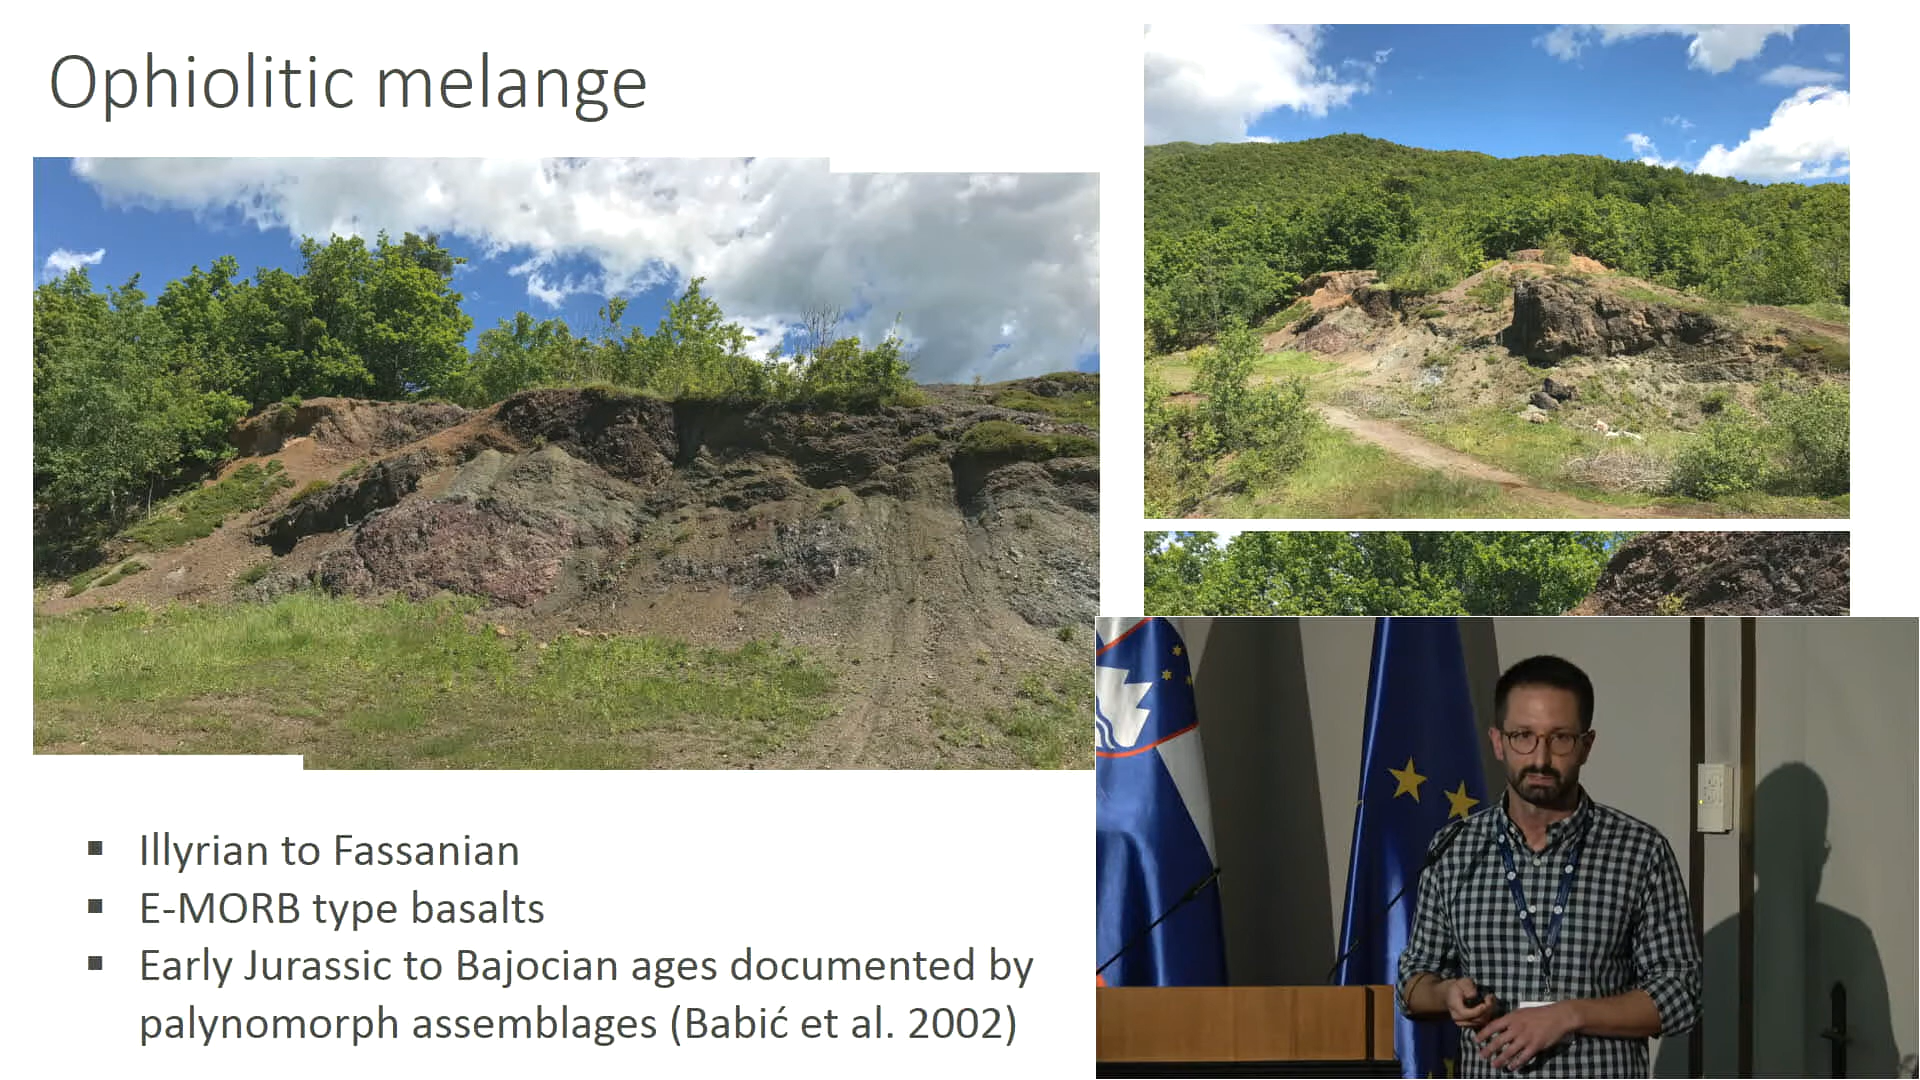 Ophiolitic melange
▪ Illyrian to Fassanian
▪ E-MORB type basalts
▪ Early Jurassic to Bajocian ages documented by
palynomorph assemblages (Babić et al. 2002)